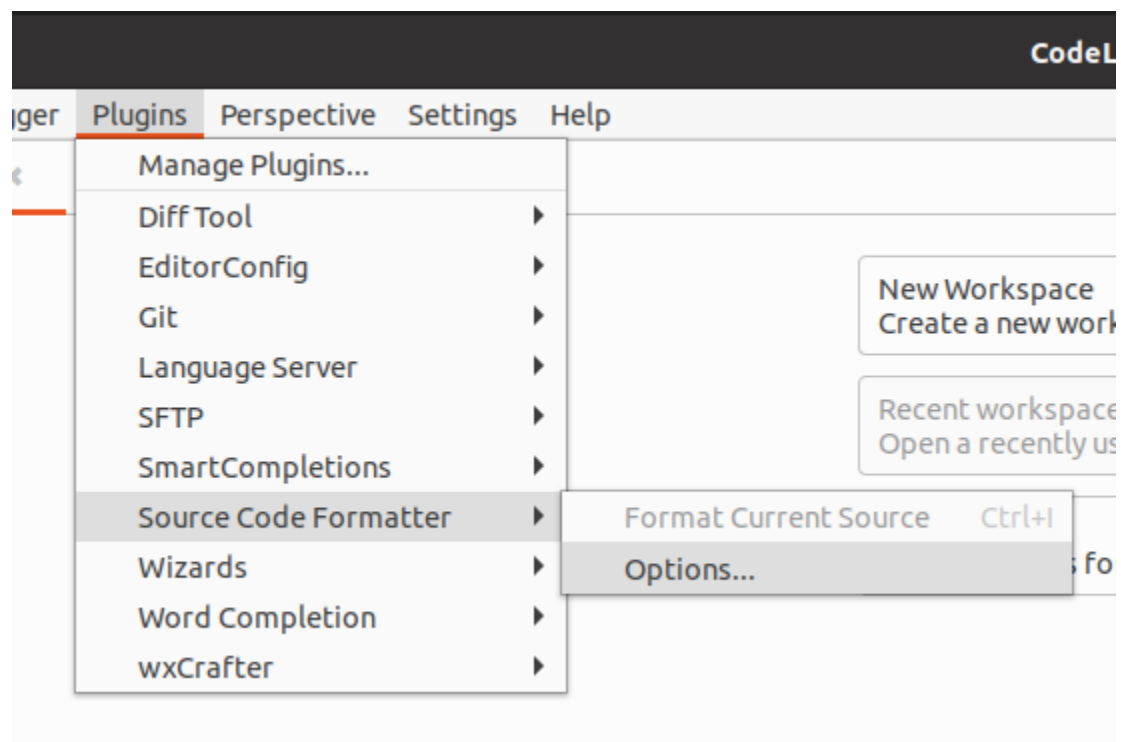 CodeL
gger Plugins Perspective Settings Help
Manage Plugins...
Diff Tool
EditorConfig
Git
Language Server
SFTP
SmartCompletions
Source Code Formatter
Wizards
Word Completion
wxCrafter
Format Current Source Ctrl+I
Options...
New Workspace
Create a new work
Recent workspace
Open a recently us
s fo